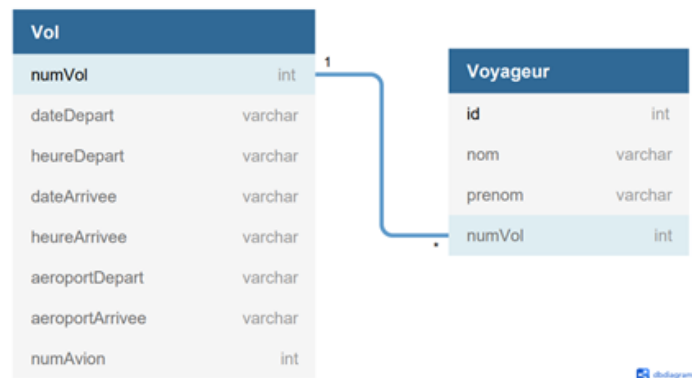 Vol
numVol int
dateDepart varchar
heureDepart varchar
dateArrivee varchar
heureArrivee varchar
aeroportDepart varchar
aeroportArrivee varchar
numAvion int
1
Voyageur
id int
nom varchar
prenom varchar
numVol int
*
dbdiagram